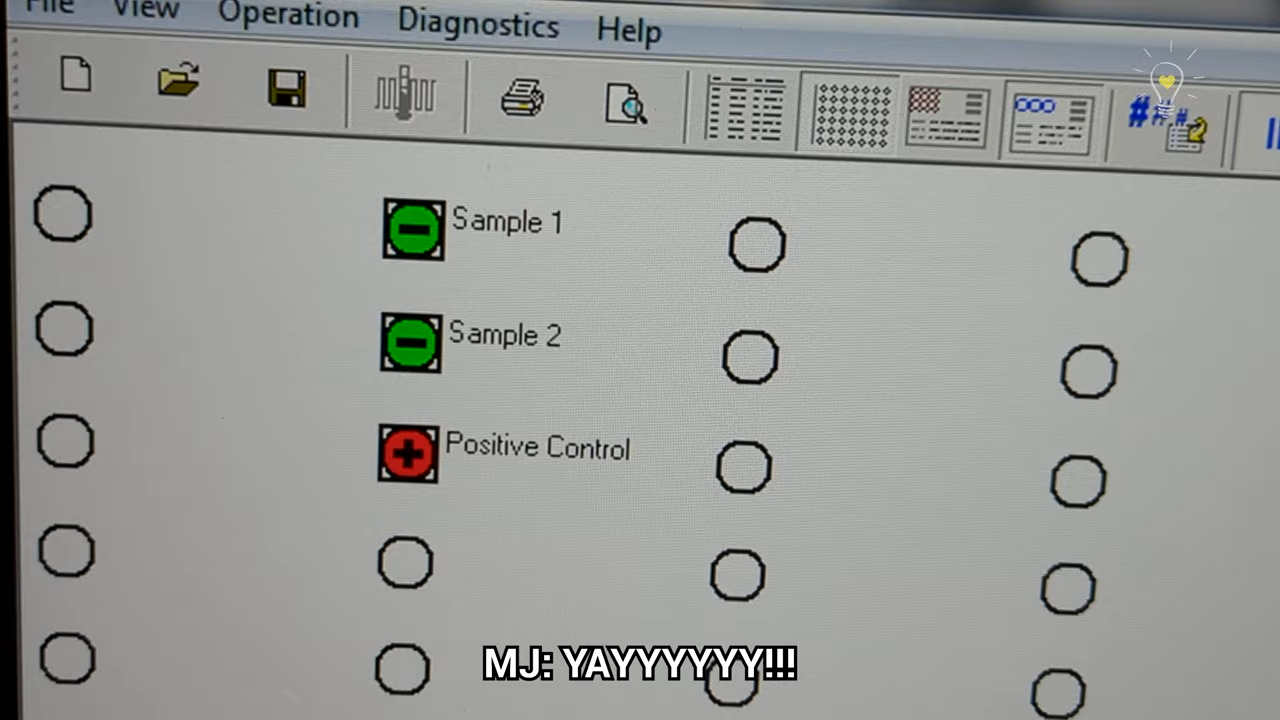 File View Operation Diagnostics Help
###
Sample 1
Sample 2
Positive Control
MJ: YAYYYYYY!!!